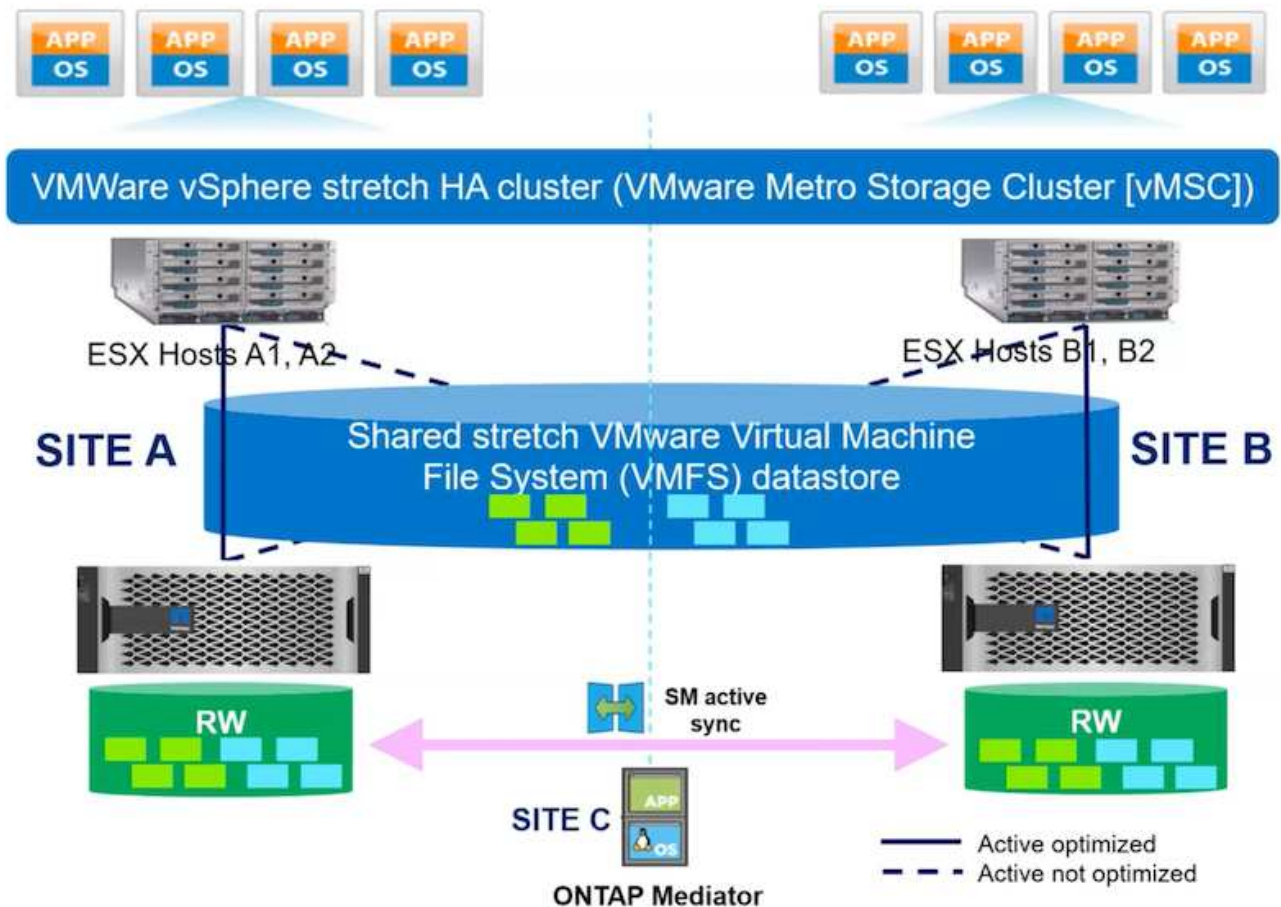 APP APP APP APP
OS OS OS OS
APP APP APP APP
OS OS OS OS
VMWare vSphere stretch HA cluster (VMware Metro Storage Cluster [vMSC])
ESX Hosts A1, A2
ESX Hosts B1, B2
SITE A
Shared stretch VMware Virtual Machine
File System (VMFS) datastore
SITE B
RW
SM active
sync
RW
SITE C
APP
OS
ONTAP Mediator
Active optimized
Active not optimized